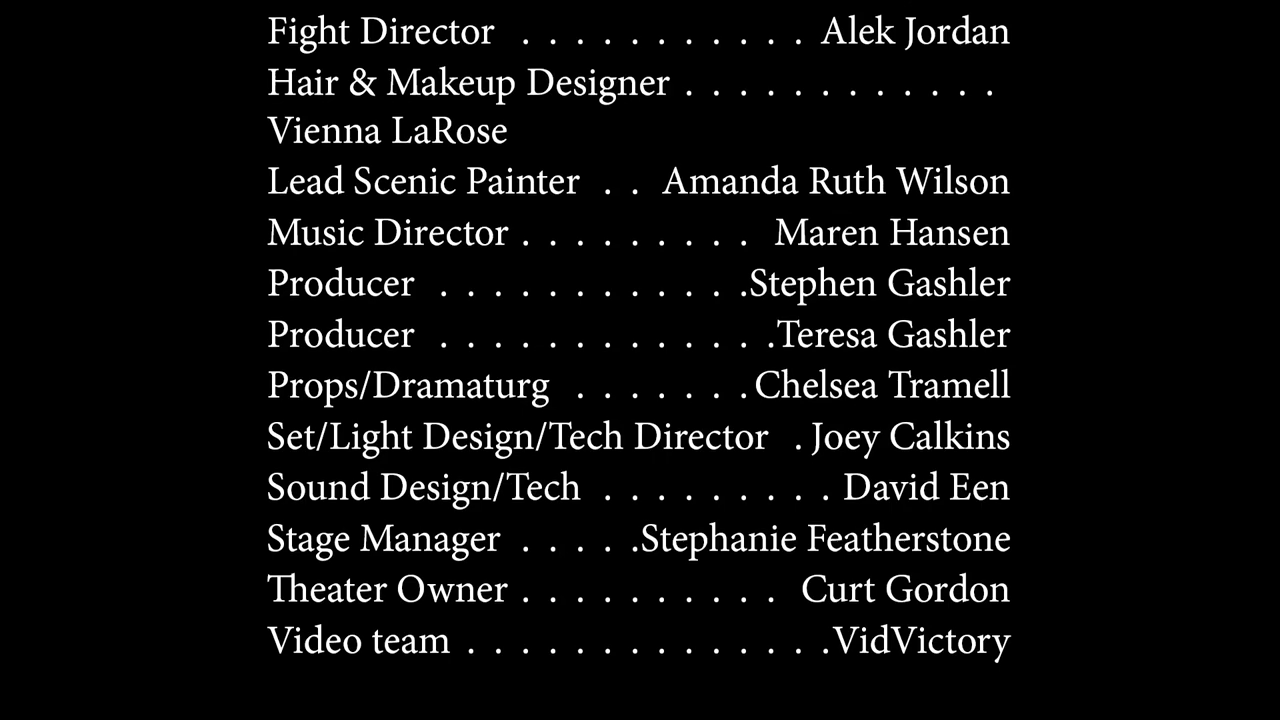 Fight Director . . . . . . . . . . . Alek Jordan
Hair & Makeup Designer . . . . . . . . . . . .
Vienna LaRose
Lead Scenic Painter . . Amanda Ruth Wilson
Music Director . . . . . . . . . Maren Hansen
Producer . . . . . . . . . . . .Stephen Gashler
Producer . . . . . . . . . . . . .Teresa Gashler
Props/Dramaturg . . . . . . .Chelsea Tramell
Set/Light Design/Tech Director . Joey Calkins
Sound Design/Tech . . . . . . . . . David Een
Stage Manager . . . . .Stephanie Featherstone
Theater Owner . . . . . . . . . . Curt Gordon
Video team . . . . . . . . . . . . . .VidVictory